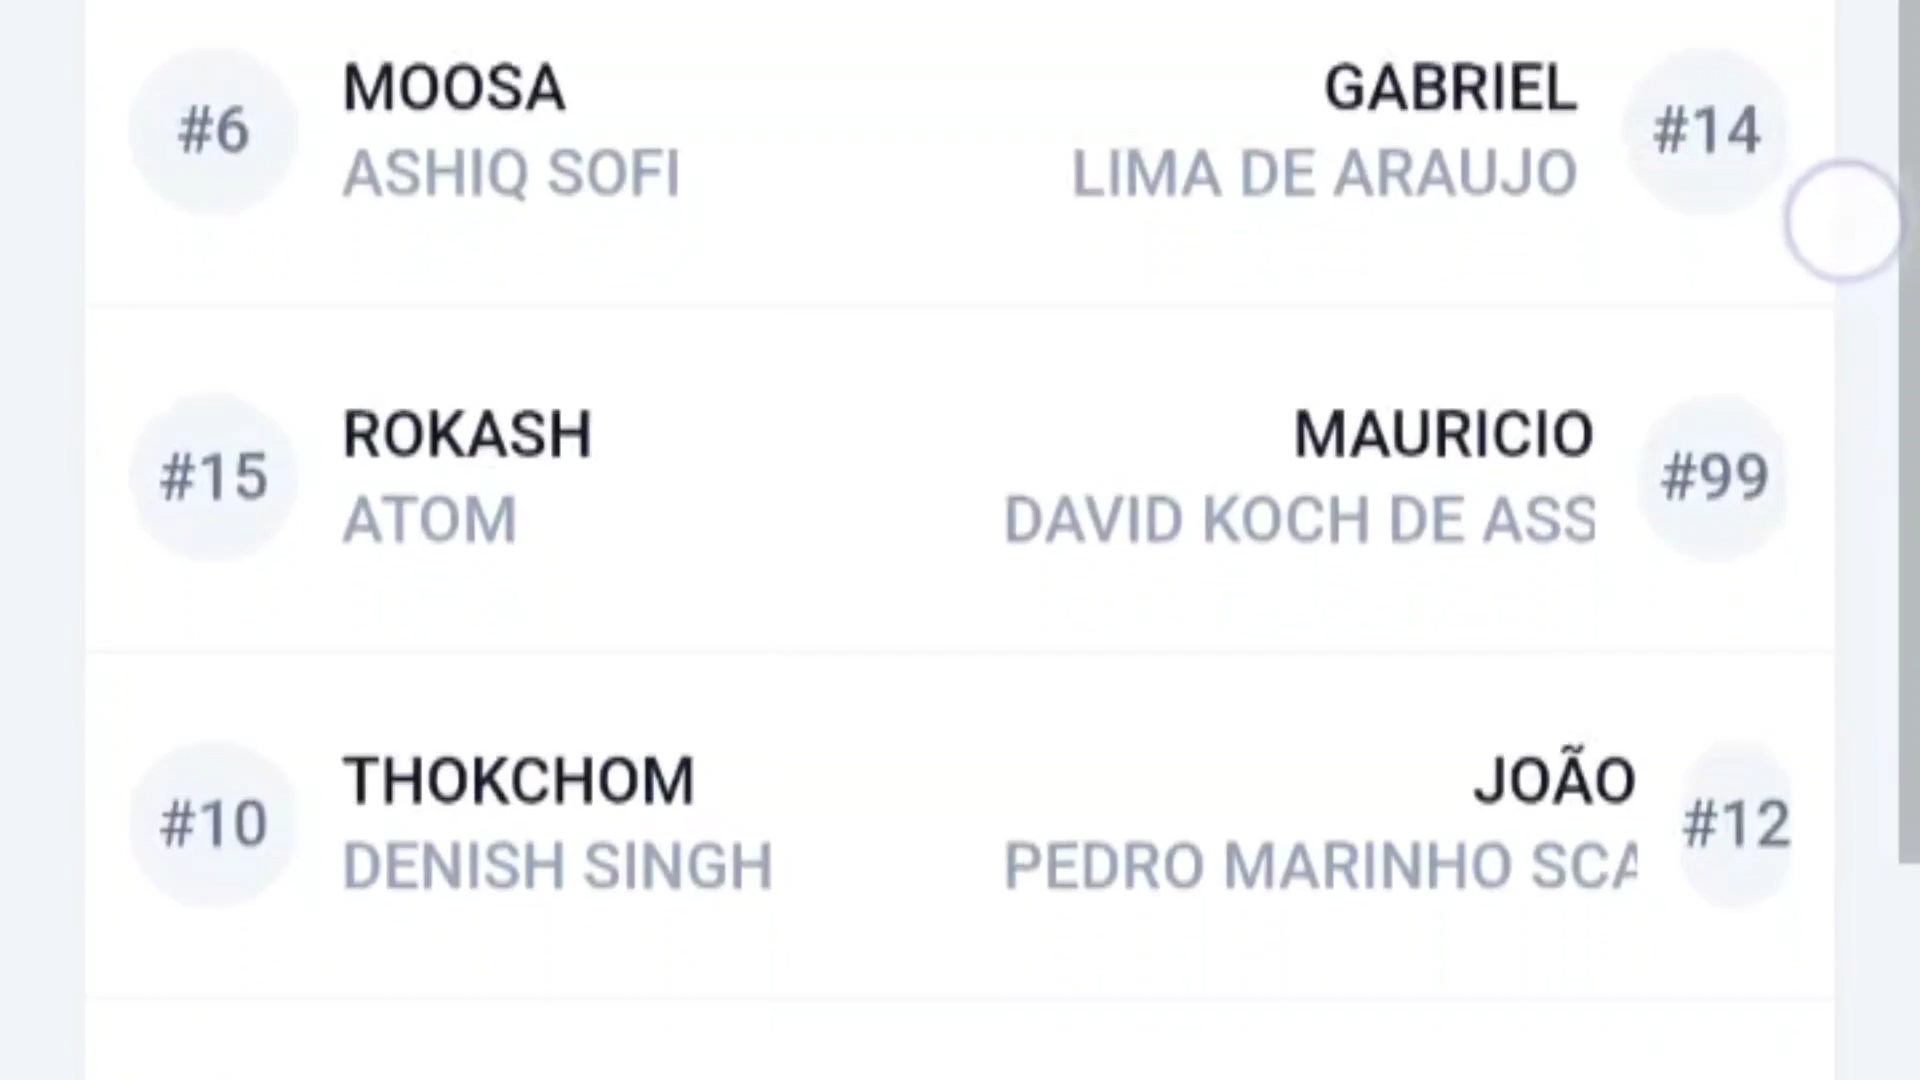 #6 MOOSA GABRIEL #14
ASHIQ SOFI LIMA DE ARAUJO
#15 ROKASH MAURICIO #99
ATOM DAVID KOCH DE ASS
#10 THOKCHOM JOÃO #12
DENISH SINGH PEDRO MARINHO SCA